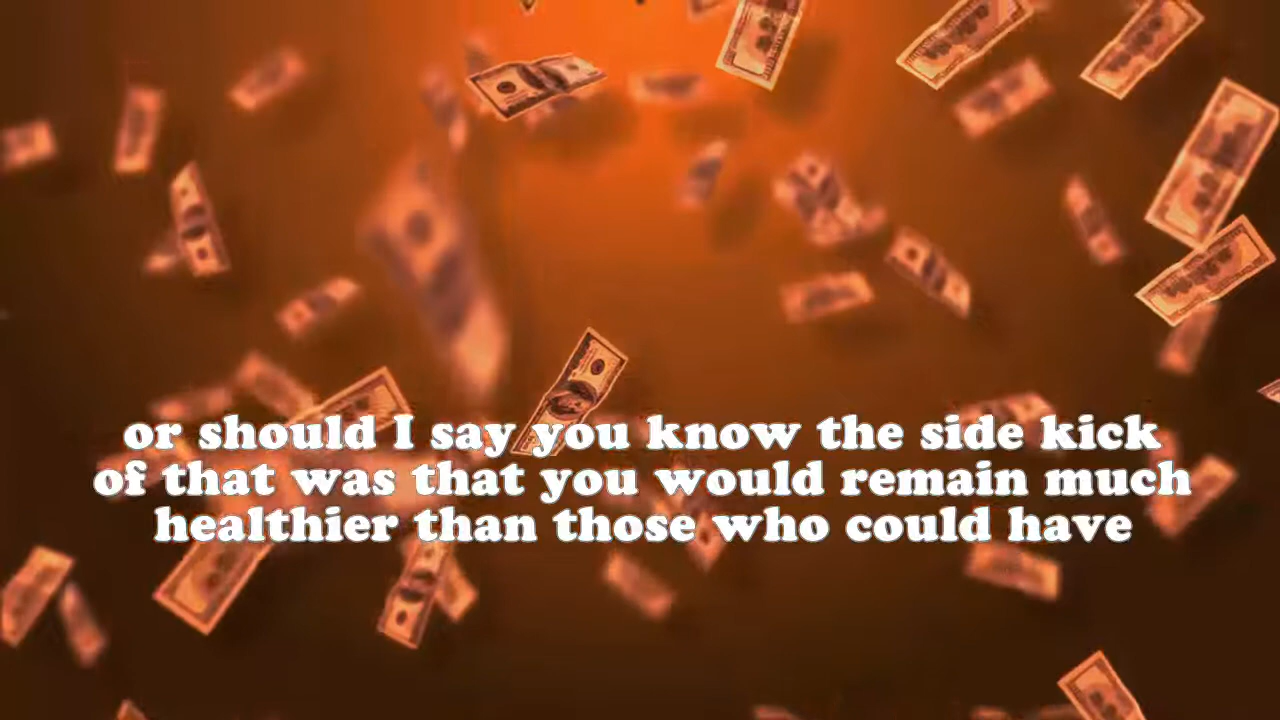 or should I say you know the side kick
of that was that you would remain much
healthier than those who could have